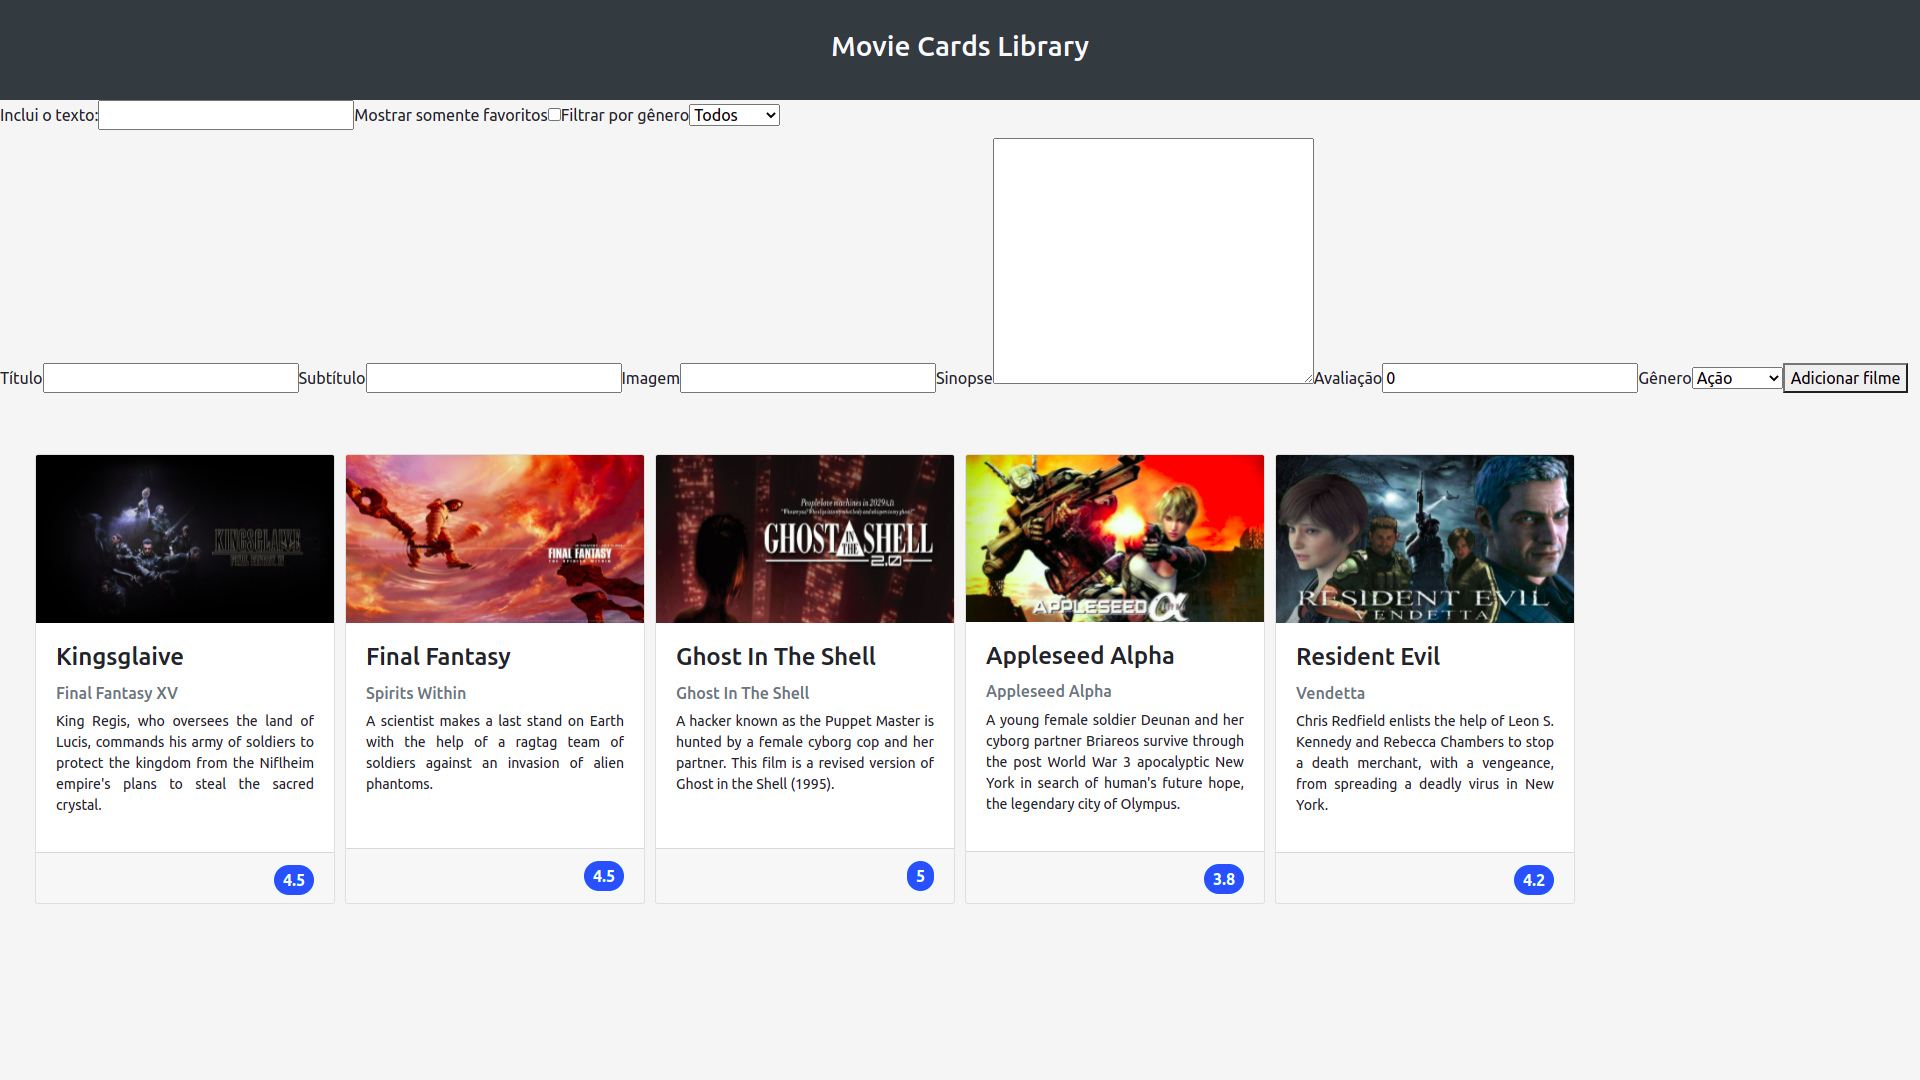 Movie Cards Library
Inclui o texto: Mostrar somente favoritos Filtrar por gênero Todos
Título Subtítulo Imagem Sinopse Avaliação 0 Gênero Ação Adicionar filme
KINGSGLAIVE
FINAL FANTASY XV
FINAL FANTASY
THE SPIRITS WITHIN
People love machines in 2029 A.D.
GHOST IN THE SHELL
2.0
APPLESEED α
RESIDENT EVIL
VENDETTA
Kingsglaive
Final Fantasy XV
King Regis, who oversees the land of
Lucis, commands his army of soldiers to
protect the kingdom from the Niflheim
empire's plans to steal the sacred
crystal.
4.5
Final Fantasy
Spirits Within
A scientist makes a last stand on Earth
with the help of a ragtag team of
soldiers against an invasion of alien
phantoms.
4.5
Ghost In The Shell
Ghost In The Shell
A hacker known as the Puppet Master is
hunted by a female cyborg cop and her
partner. This film is a revised version of
Ghost in the Shell (1995).
5
Appleseed Alpha
Appleseed Alpha
A young female soldier Deunan and her
cyborg partner Briareos survive through
the post World War 3 apocalyptic New
York in search of human's future hope,
the legendary city of Olympus.
3.8
Resident Evil
Vendetta
Chris Redfield enlists the help of Leon S.
Kennedy and Rebecca Chambers to stop
a death merchant, with a vengeance,
from spreading a deadly virus in New
York.
4.2